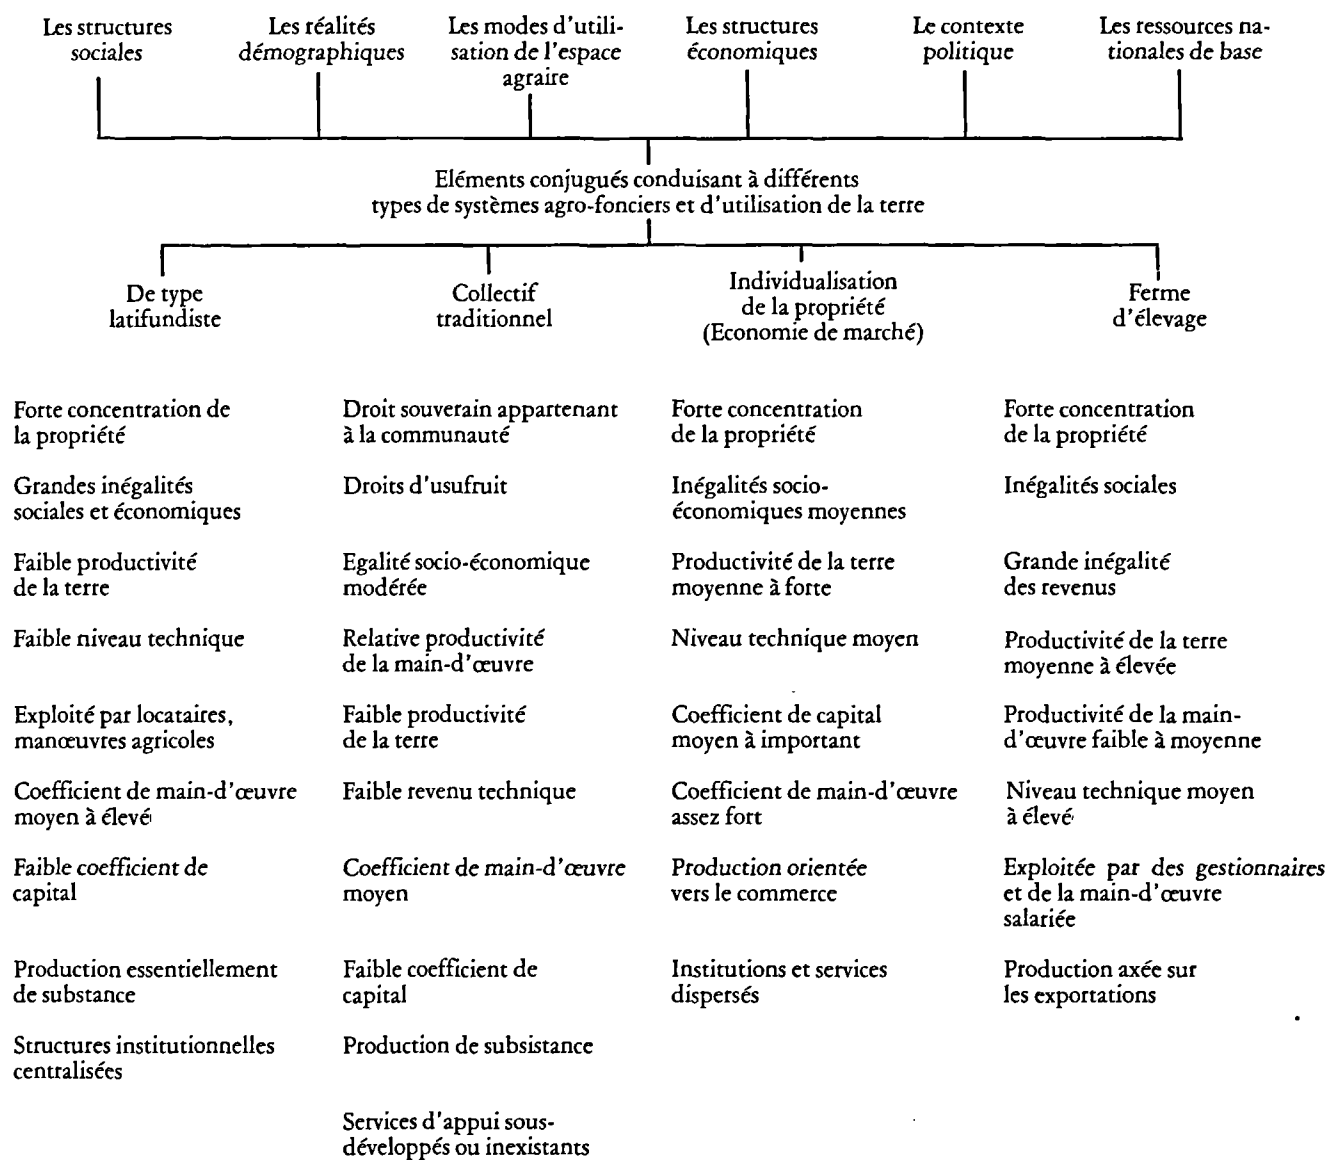 Les structures
sociales
Les réalités
démographiques
Les modes d'utili-
sation de l'espace
agraire
Les structures
économiques
Le contexte
politique
Les ressources na-
tionales de base
Eléments conjugués conduisant à différents
types de systèmes agro-fonciers et d'utilisation de la terre
De type
latifundiste
Collectif
traditionnel
Individualisation
de la propriété
(Economie de marché)
Ferme
d'élevage
Forte concentration de
la propriété
Grandes inégalités
sociales et économiques
Faible productivité
de la terre
Faible niveau technique
Exploité par locataires,
manœuvres agricoles
Coefficient de main-d'œuvre
moyen à élevé
Faible coefficient de
capital
Production essentiellement
de substance
Structures institutionnelles
centralisées
Droit souverain appartenant
à la communauté
Droits d'usufruit
Egalité socio-économique
modérée
Relative productivité
de la main-d'œuvre
Faible productivité
de la terre
Faible revenu technique
Coefficient de main-d'œuvre
moyen
Faible coefficient de
capital
Production de subsistance
Services d'appui sous-
développés ou inexistants
Forte concentration
de la propriété
Inégalités socio-
économiques moyennes
Productivité de la terre
moyenne à forte
Niveau technique moyen
Coefficient de capital
moyen à important
Coefficient de main-d'œuvre
assez fort
Production orientée
vers le commerce
Institutions et services
dispersés
Forte concentration
de la propriété
Inégalités sociales
Grande inégalité
des revenus
Productivité de la terre
moyenne à élevée
Productivité de la main-
d'œuvre faible à moyenne
Niveau technique moyen
à élevé
Exploitée par des gestionnaires
et de la main-d'œuvre
salariée
Production axée sur
les exportations